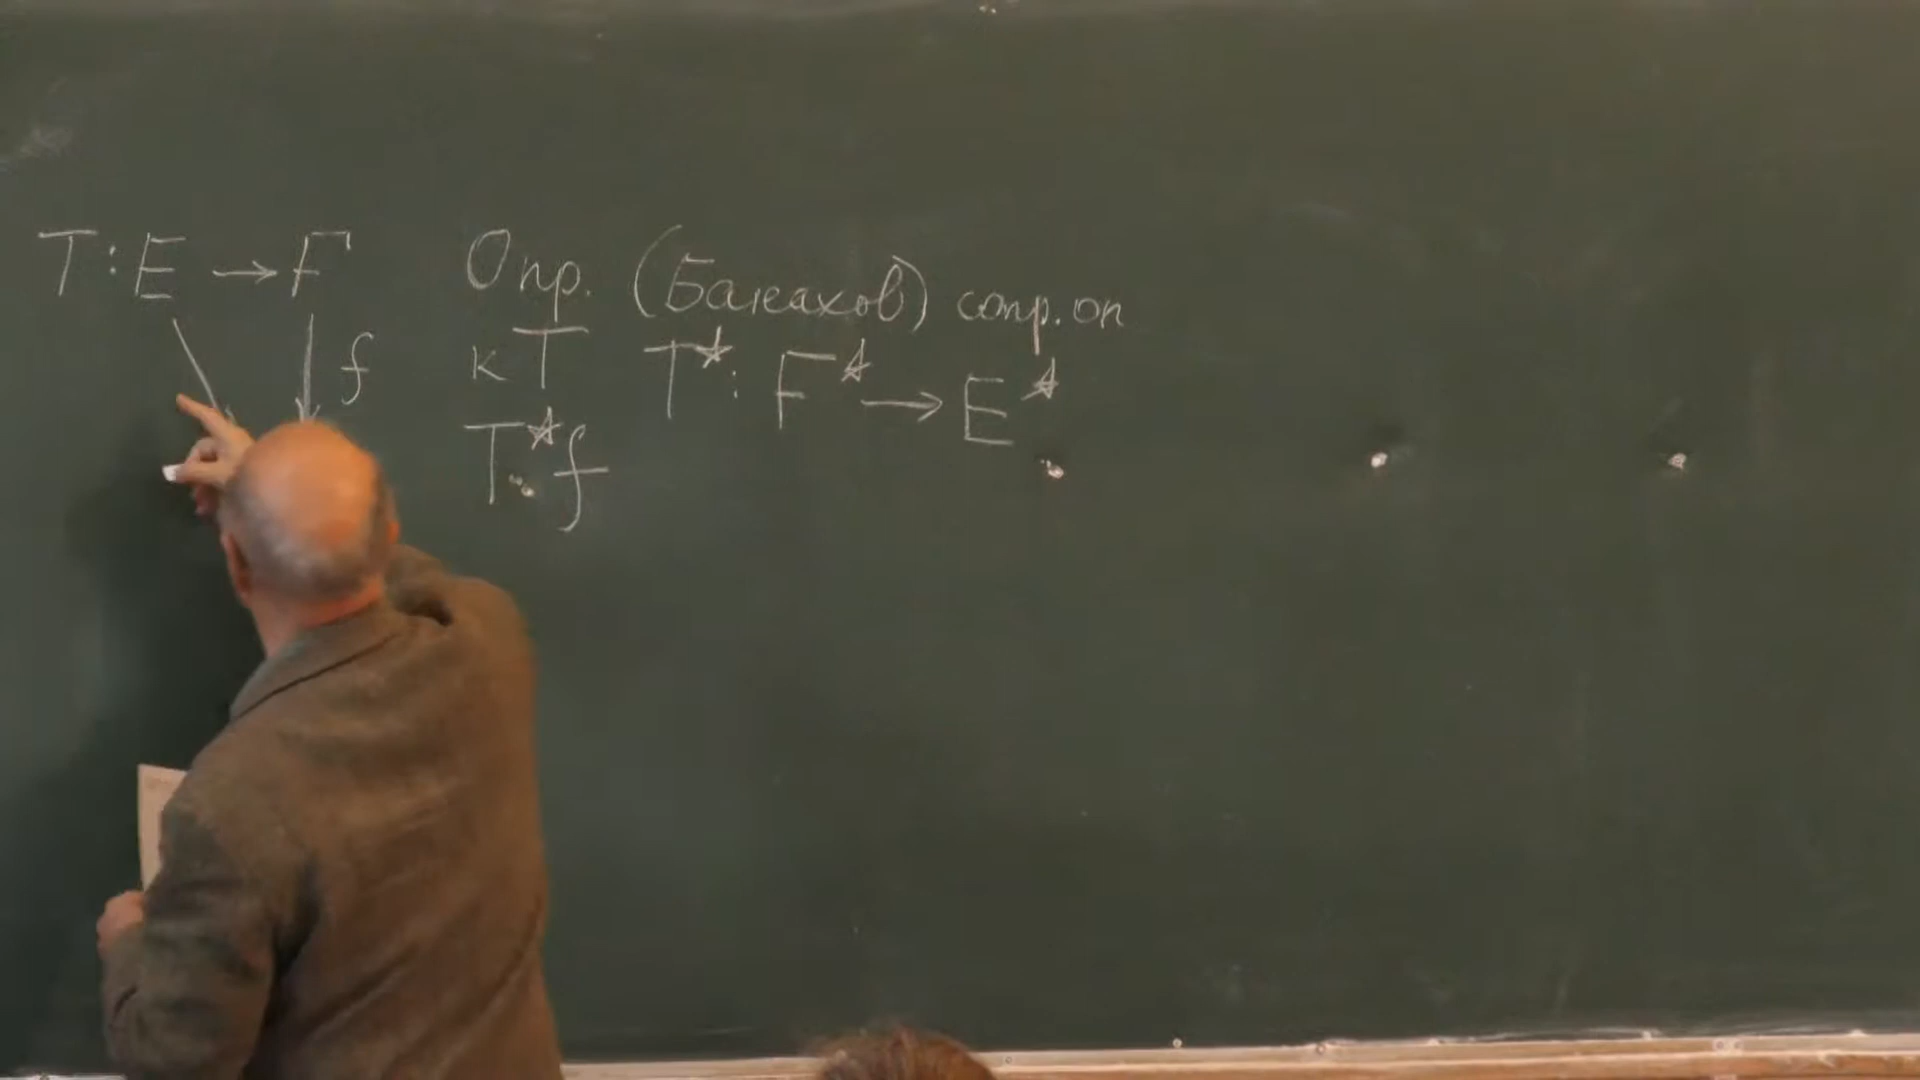 T : E → F
f
Опр. (Банахов) сопр. оп
к T T* : F* → E*
T* f